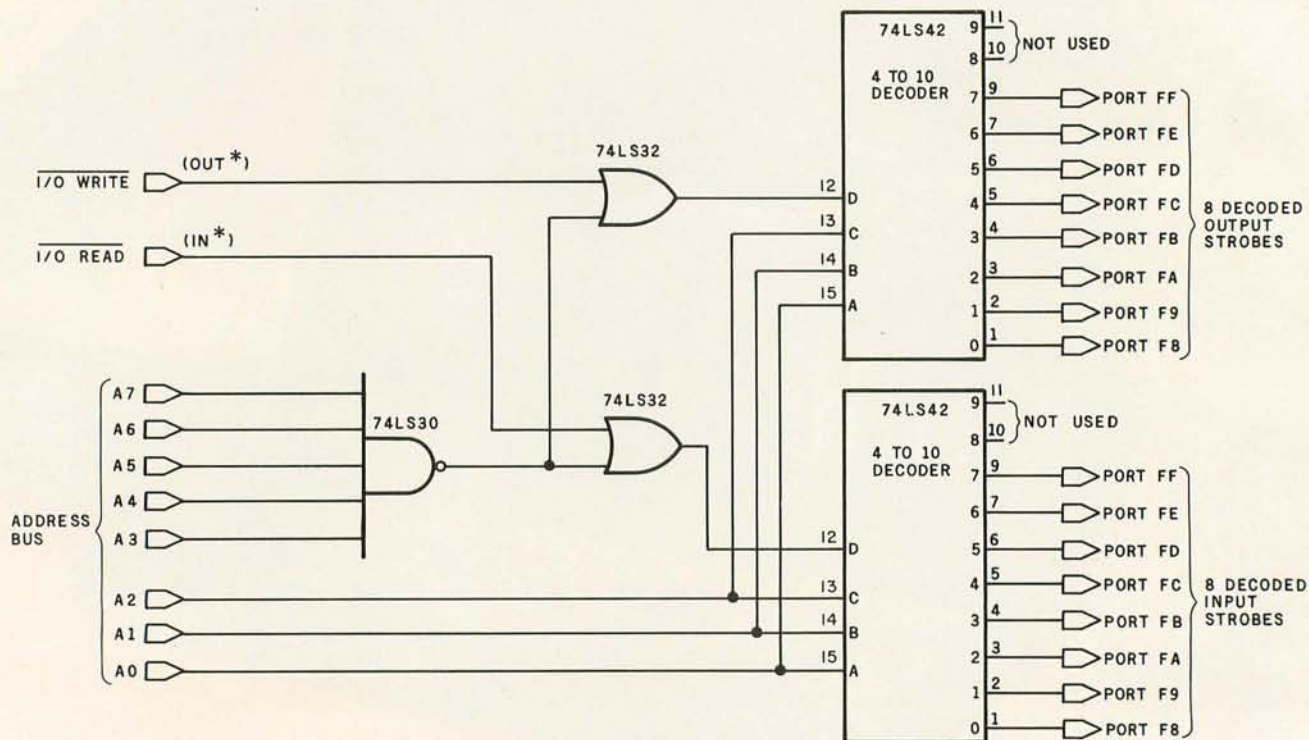 74LS42
4 TO 10
DECODER
9 11
8 10
NOT USED
7 9 PORT FF
6 7 PORT FE
5 6 PORT FD
4 5 PORT FC
3 4 PORT FB
2 3 PORT FA
1 2 PORT F9
0 1 PORT F8
8 DECODED
OUTPUT
STROBES
12 D
13 C
14 B
15 A
74LS32
I/O WRITE (OUT*)
I/O READ (IN*)
ADDRESS
BUS
A7
A6
A5
A4
A3
A2
A1
A0
74LS30
74LS32
74LS42
4 TO 10
DECODER
12 D
13 C
14 B
15 A
9 11
8 10
NOT USED
7 9 PORT FF
6 7 PORT FE
5 6 PORT FD
4 5 PORT FC
3 4 PORT FB
2 3 PORT FA
1 2 PORT F9
0 1 PORT F8
8 DECODED
INPUT
STROBES